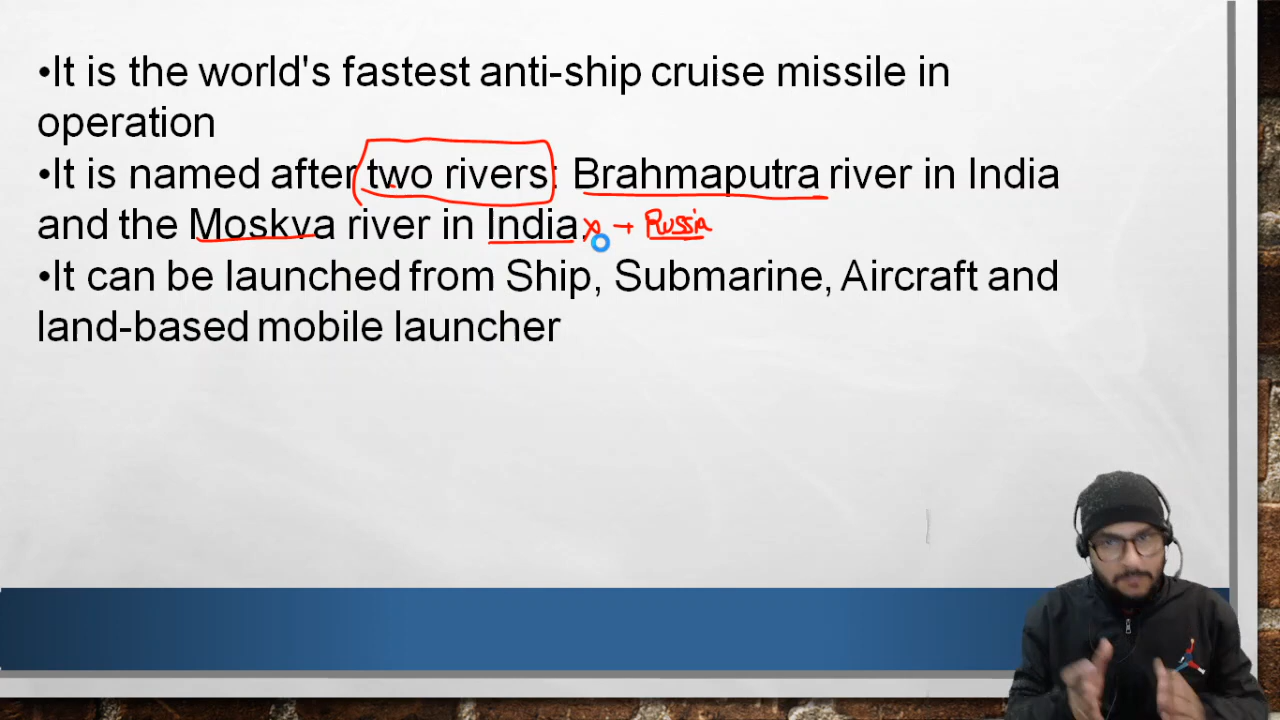 •It is the world's fastest anti-ship cruise missile in
operation
•It is named after two rivers: Brahmaputra river in India
and the Moskva river in India. x → Russia
•It can be launched from Ship, Submarine, Aircraft and
land-based mobile launcher